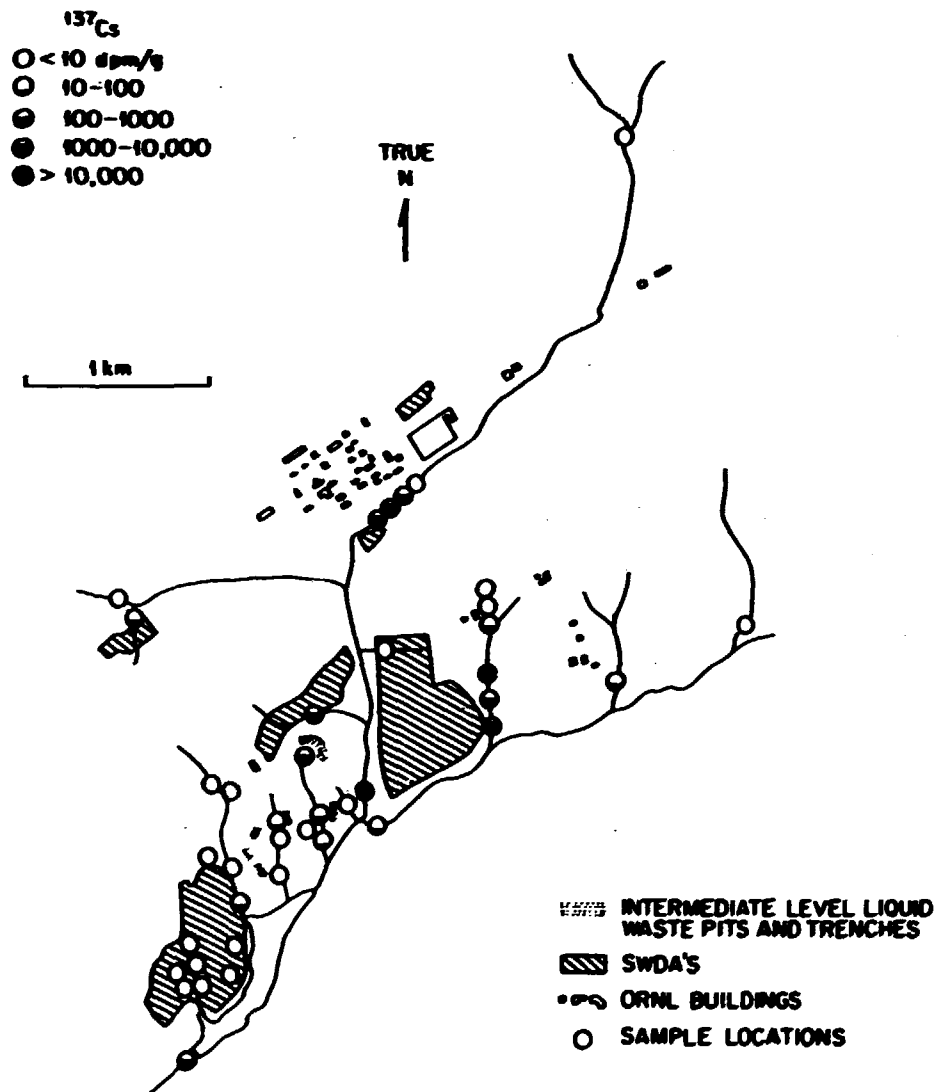 137Cs
< 10 dpm/g
10-100
100-1000
1000-10,000
> 10,000
TRUE
N
1 km
INTERMEDIATE LEVEL LIQUID
WASTE PITS AND TRENCHES
SWDA'S
ORNL BUILDINGS
SAMPLE LOCATIONS